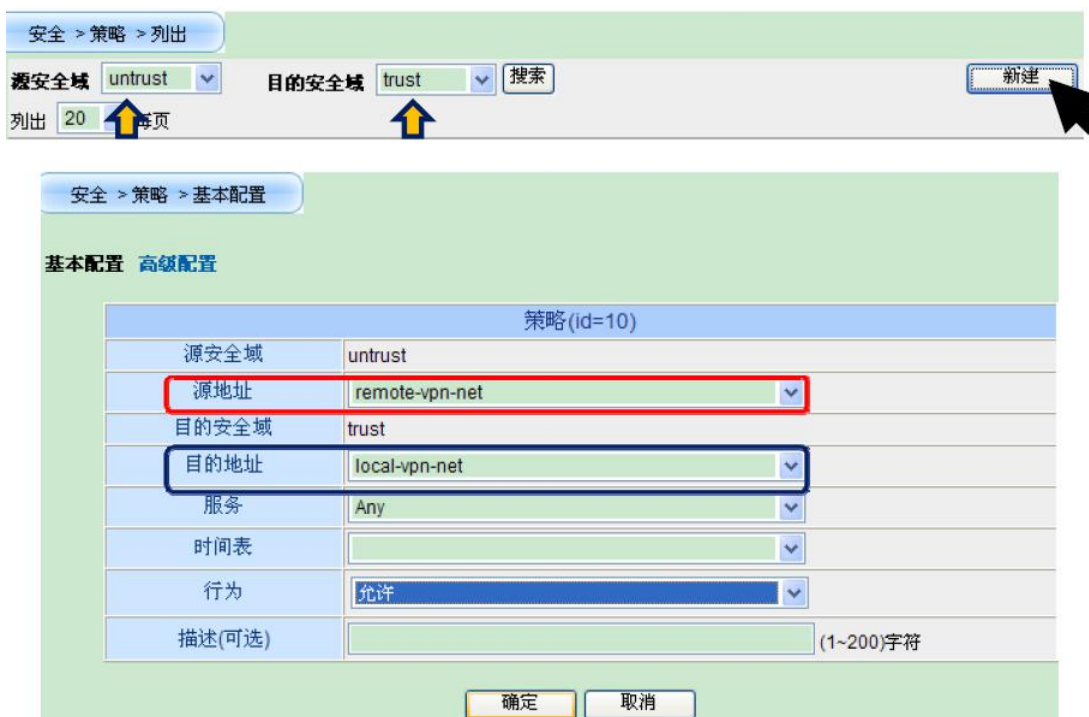 安全 > 策略 > 列出
源安全域 untrust 目的安全域 trust 搜索 新建
列出 20 每页
安全 > 策略 > 基本配置
基本配置 高级配置
策略(id=10)
源安全域 untrust
源地址 remote-vpn-net
目的安全域 trust
目的地址 local-vpn-net
服务 Any
时间表
行为 允许
描述(可选) (1~200)字符
确定 取消